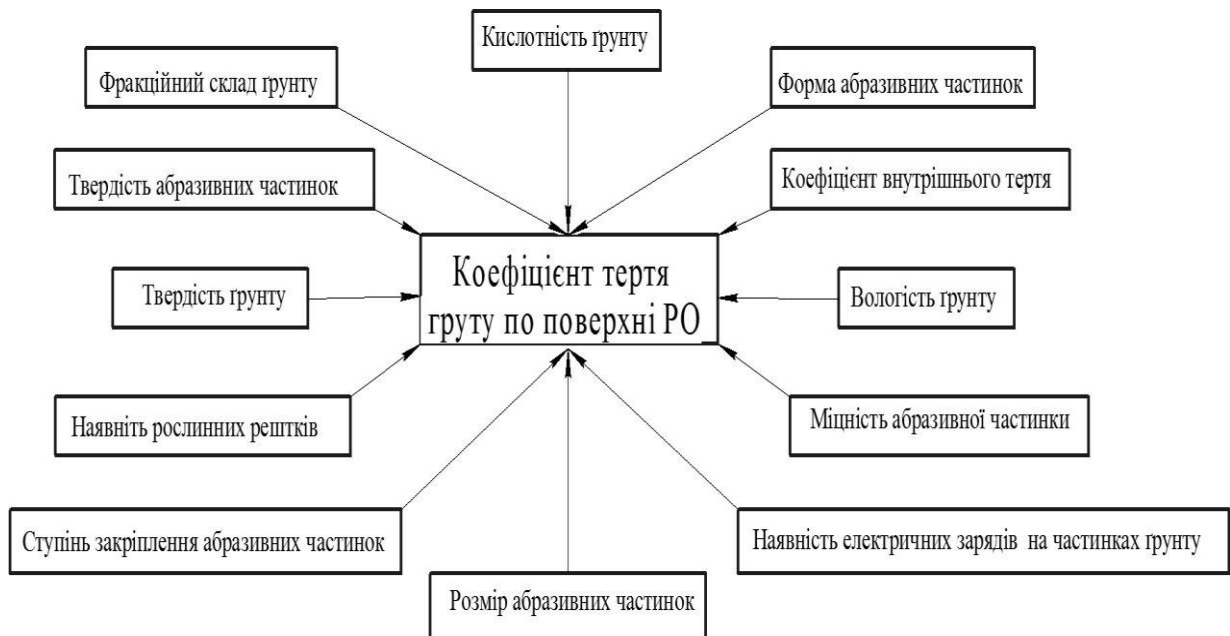 Кислотність ґрунту
Фракційний склад ґрунту
Форма абразивних частинок
Твердість абразивних частинок
Коефіцієнт внутрішнього тертя
Коефіцієнт тертя
груту по поверхні РО
Твердість ґрунту
Вологість ґрунту
Наявніть рослинних рештків
Міцність абразивної частинки
Ступінь закріплення абразивних частинок
Наявність електричних зарядів на частинках ґрунту
Розмір абразивних частинок